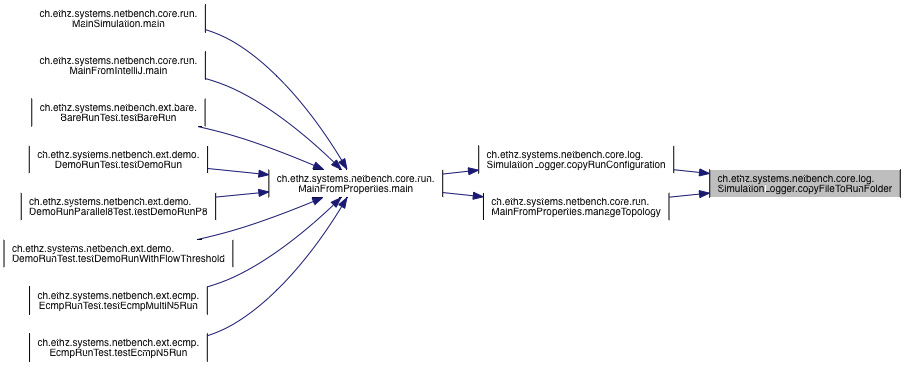 ch.ethz.systems.netbench.core.run.
MainSimulation.main
ch.ethz.systems.netbench.core.run.
MainFromIntelliJ.main
ch.ethz.systems.netbench.ext.bare.
BareRunTest.testBareRun
ch.ethz.systems.netbench.ext.demo.
DemoRunTest.testDemoRun
ch.ethz.systems.netbench.ext.demo.
DemoRunParallel8Test.testDemoRunP8
ch.ethz.systems.netbench.ext.demo.
DemoRunTest.testDemoRunWithFlowThreshold
ch.ethz.systems.netbench.ext.ecmp.
EcmpRunTest.testEcmpMultiN5Run
ch.ethz.systems.netbench.ext.ecmp.
EcmpRunTest.testEcmpN5Run
ch.ethz.systems.netbench.core.run.
MainFromProperties.main
ch.ethz.systems.netbench.core.log.
SimulationLogger.copyRunConfiguration
ch.ethz.systems.netbench.core.run.
MainFromProperties.manageTopology
ch.ethz.systems.netbench.core.log.
SimulationLogger.copyFileToRunFolder